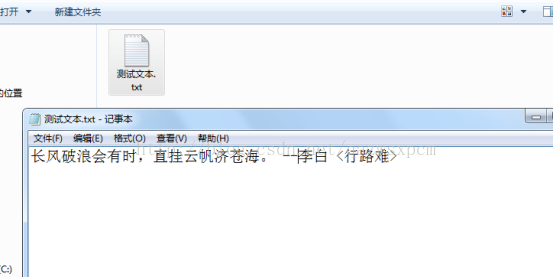 打开 新建文件夹
测试文本.
txt
的位置
测试文本.txt - 记事本
文件(F) 编辑(E) 格式(O) 查看(V) 帮助(H)
长风破浪会有时，直挂云帆济苍海。 --李白 <行路难>
(C:)